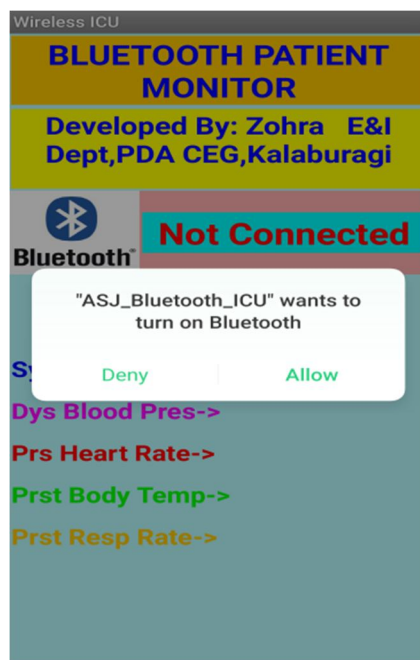 Wireless ICU
BLUETOOTH PATIENT
MONITOR
Developed By: Zohra E&I
Dept,PDA CEG,Kalaburagi
Bluetooth®
Not Connected
"ASJ_Bluetooth_ICU" wants to
turn on Bluetooth
Deny Allow
Dys Blood Pres->
Prs Heart Rate->
Prst Body Temp->
Prst Resp Rate->